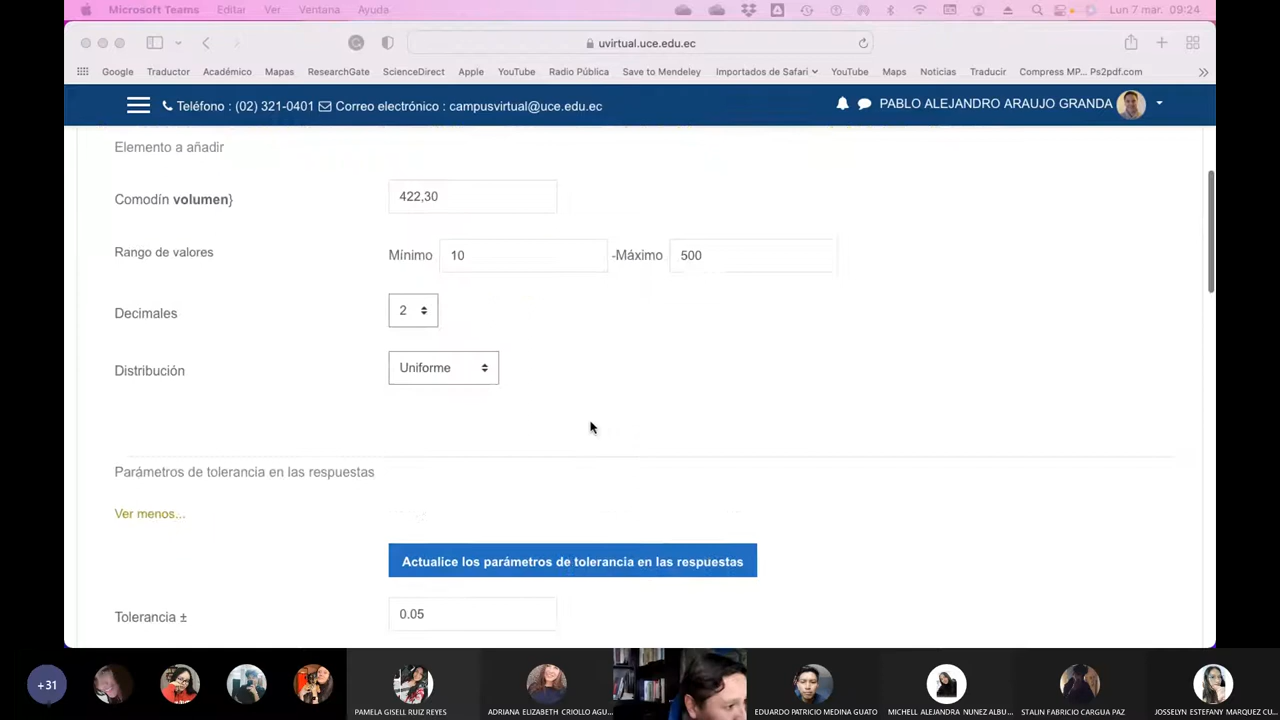 Microsoft Teams Editar Ver Ventana Ayuda Lun 7 mar. 09:24
uvirtual.uce.edu.ec
Google Traductor Académico Mapas ResearchGate ScienceDirect Apple YouTube Radio Pública Save to Mendeley Importados de Safari YouTube Maps Noticias Traducir Compress MP... Ps2pdf.com
Teléfono : (02) 321-0401 Correo electrónico : campusvirtual@uce.edu.ec PABLO ALEJANDRO ARAUJO GRANDA
Elemento a añadir
Comodín volumen} 422,30
Rango de valores Mínimo 10 -Máximo 500
Decimales 2
Distribución Uniforme
Parámetros de tolerancia en las respuestas
Ver menos...
Actualice los parámetros de tolerancia en las respuestas
Tolerancia ± 0.05
+31
PAMELA GISELL RUIZ REYES ADRIANA ELIZABETH CRIOLLO AGU... EDUARDO PATRICIO MEDINA GUATO MICHELL ALEJANDRA NUNEZ ALBU... STALIN FABRICIO CARGUA PAZ JOSSELYN ESTEFANY MARQUEZ CU...